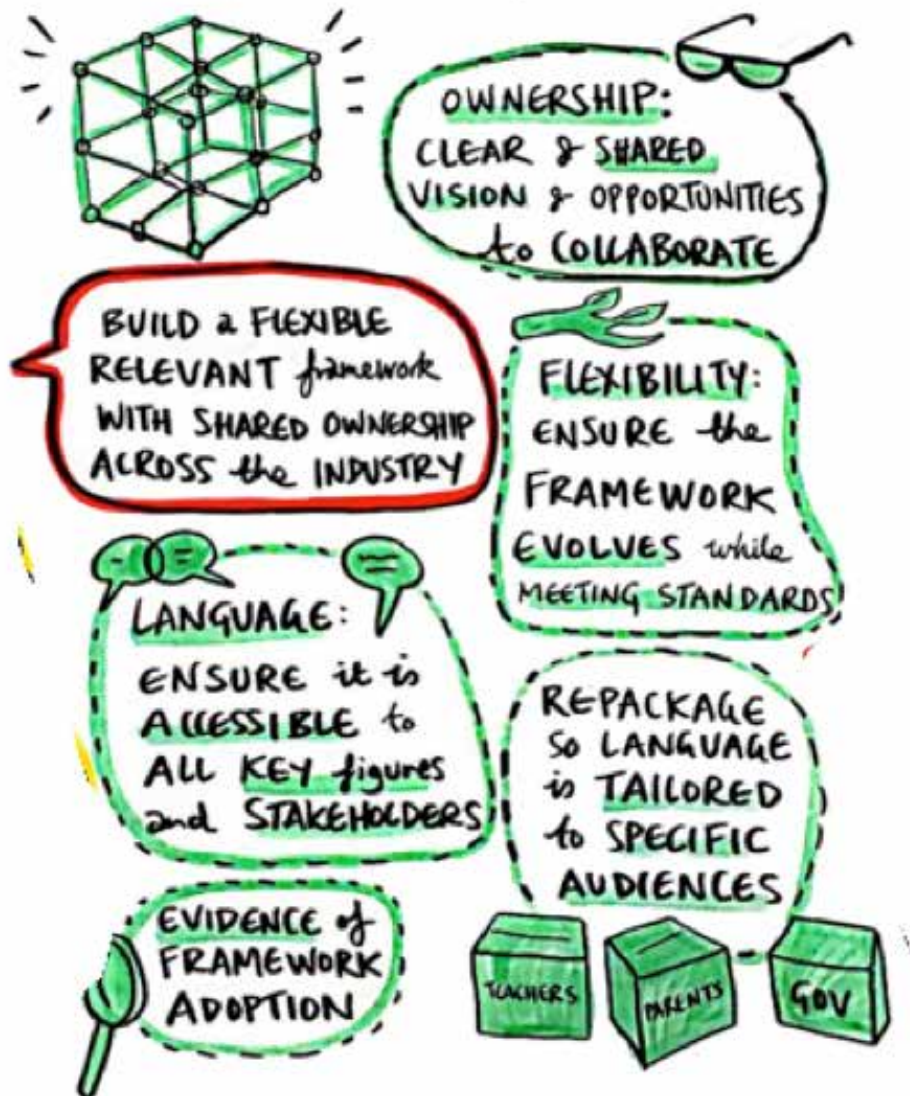 OWNERSHIP:
CLEAR & SHARED
VISION & OPPORTUNITIES
to COLLABORATE
BUILD a FLEXIBLE
RELEVANT framework
WITH SHARED OWNERSHIP
ACROSS the INDUSTRY
FLEXIBILITY:
ENSURE the
FRAMEWORK
EVOLVES while
MEETING STANDARDS
LANGUAGE:
ENSURE it is
ACCESSIBLE to
ALL KEY figures
and STAKEHOLDERS
REPACKAGE
so LANGUAGE
is TAILORED
to SPECIFIC
AUDIENCES
TEACHERS
PARENTS
GOV
EVIDENCE of
FRAMEWORK
ADOPTION